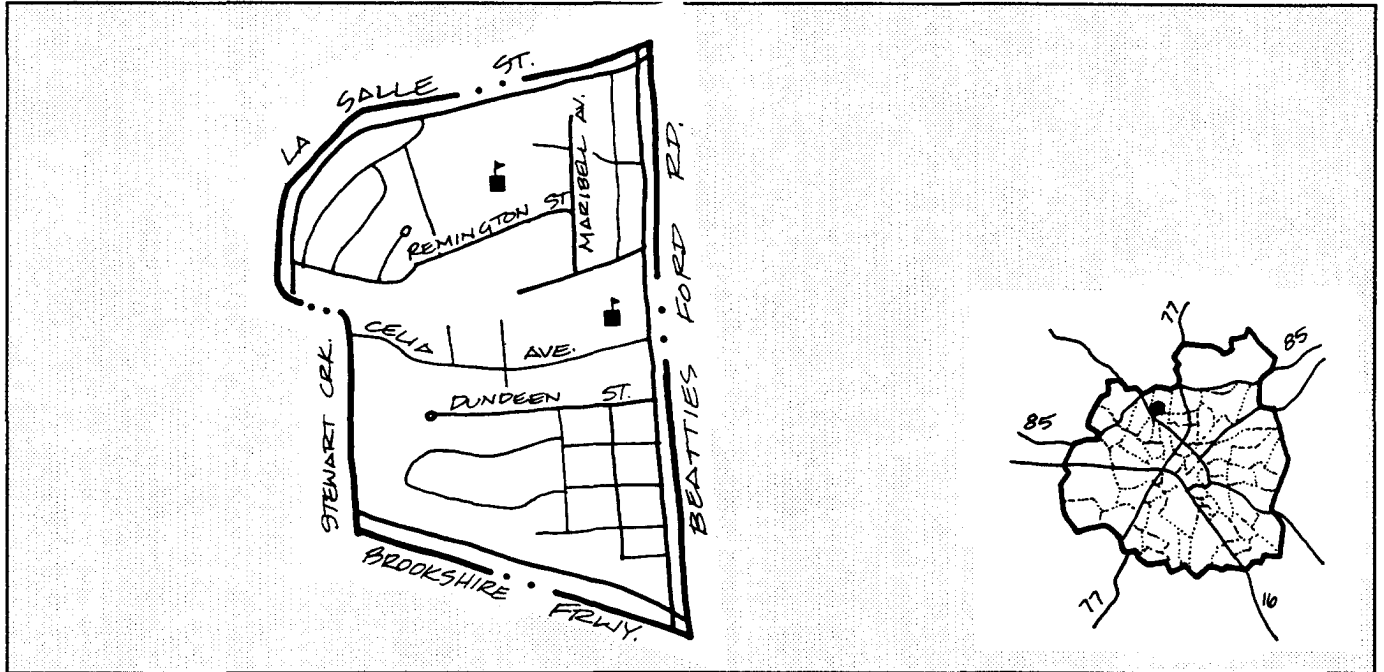 LA SALLE ST.
MARIBELL AV.
REMINGTON ST
BEATTIES FORD RD.
CELIA AVE.
STEWART CRK.
DUNDEEN ST.
BROOKSHIRE FRWY.
77
85
85
77
16